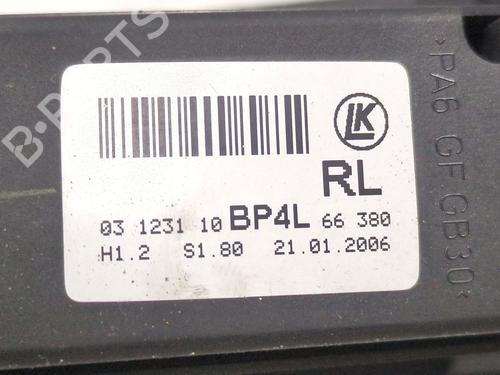 LK
RL
03 1231 10 BP4L 66 380
H1.2 S1.80 21.01.2006
>PA6 GF GB30<
B-PARTS